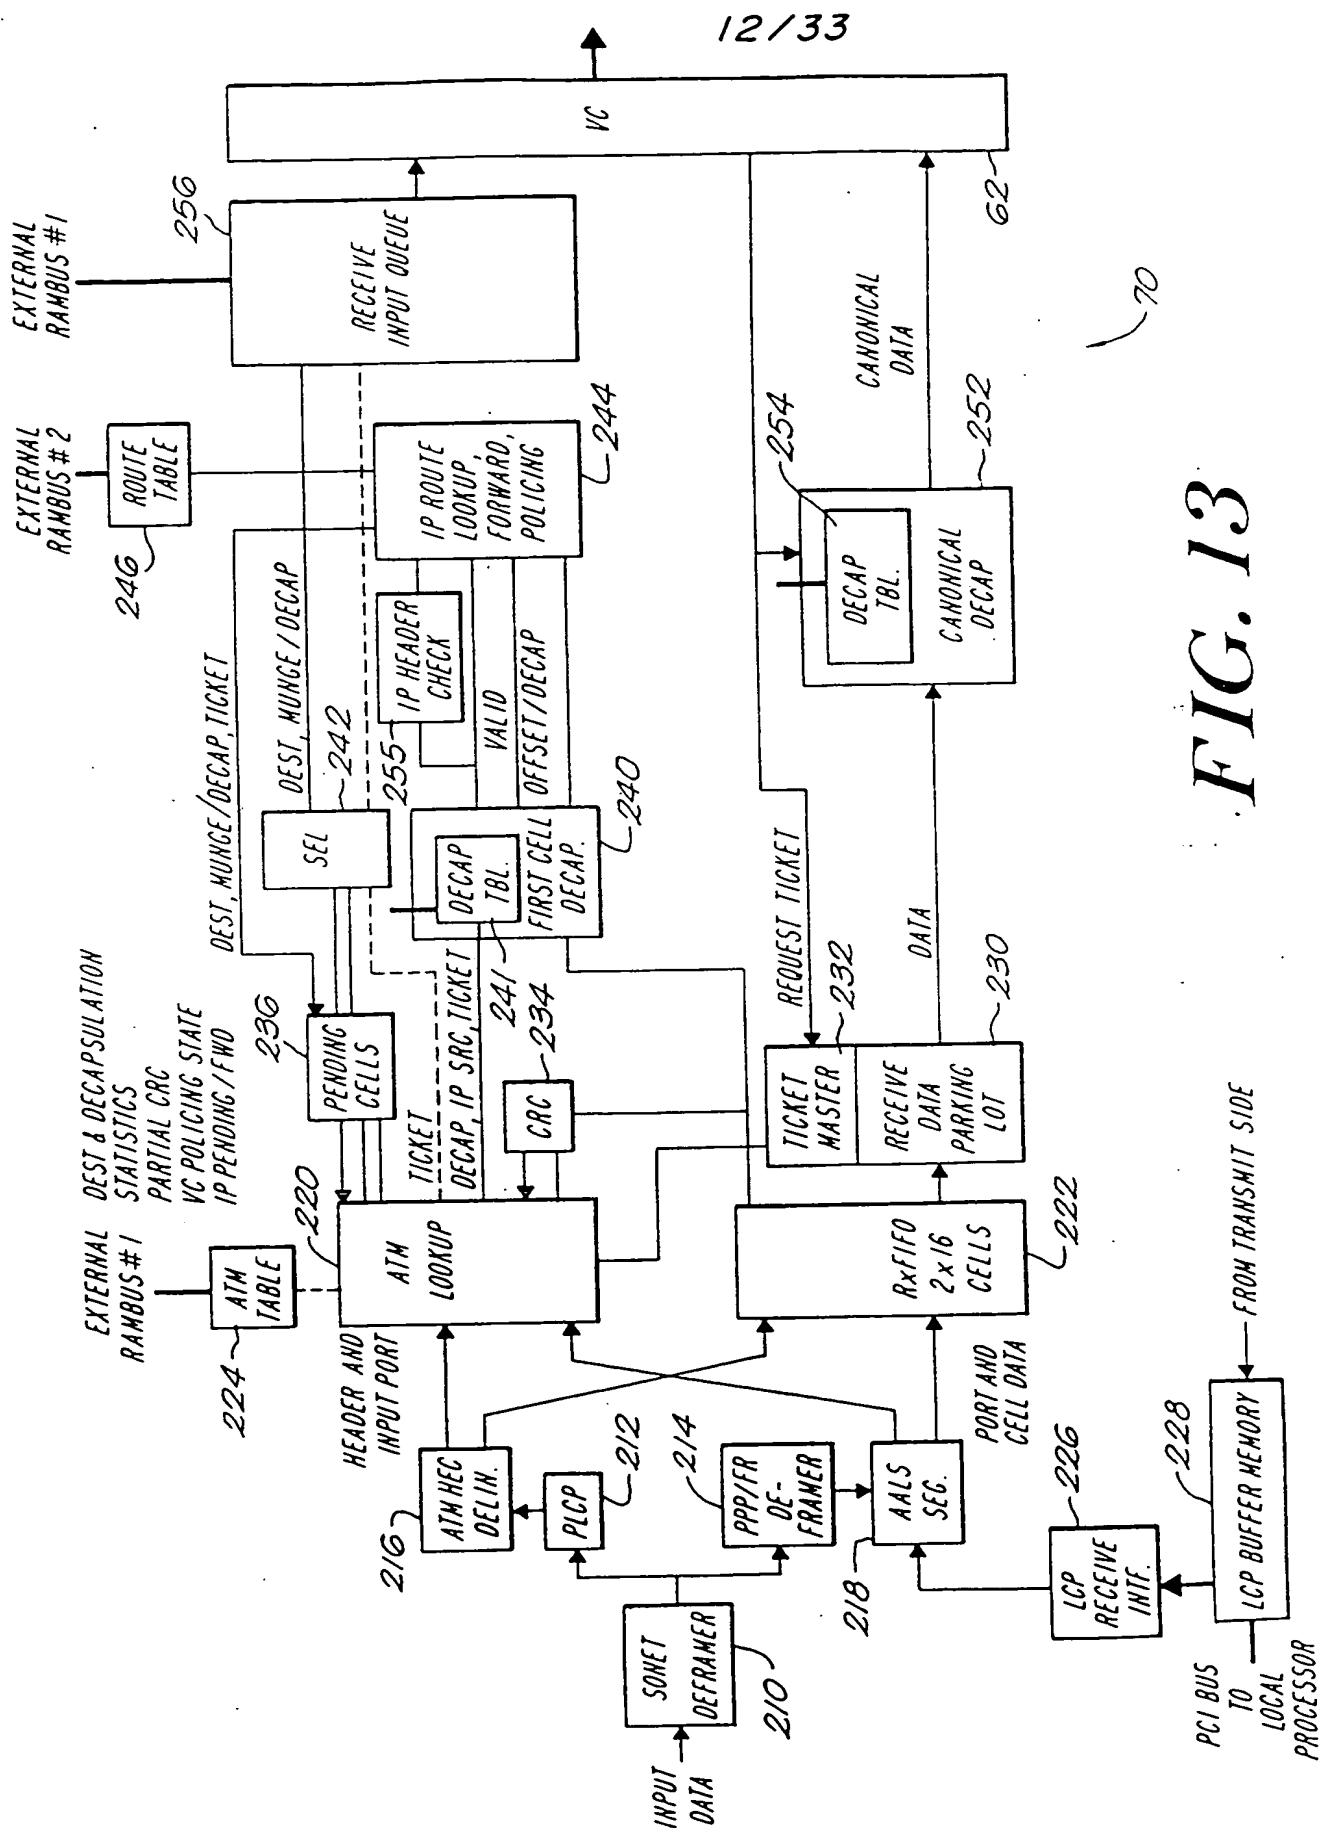 12/33
EXTERNAL
RAMBUS #1
DEST & DECAPSULATION
STATISTICS
PARTIAL CRC
VC POLICING STATE
IP PENDING/FWD
EXTERNAL
RAMBUS #2
EXTERNAL
RAMBUS #1
224
ATM
TABLE
220
236
PENDING
CELLS
DEST, MUNGE/DECAP, TICKET
246
ROUTE
TABLE
256
RECEIVE
INPUT QUEUE
VC
62
SEL
242
DEST, MUNGE/DECAP
HEADER AND
INPUT PORT
ATM
LOOKUP
TICKET
DECAP, IP SRC, TICKET
241
DECAP
TBL.
FIRST CELL
DECAP.
240
255
IP HEADER
CHECK
VALID
OFFSET/DECAP
IP ROUTE
LOOKUP,
FORWARD,
POLICING
244
CRC
234
216
ATM HEC
DELIN.
PLCP
212
INPUT
DATA
SONET
DEFRAMER
210
214
PPP/FR
DE-
FRAMER
218
AAL5
SEG.
PORT AND
CELL DATA
RxFIFO
2x16
CELLS
222
TICKET
MASTER
232
RECEIVE
DATA
PARKING
LOT
230
REQUEST TICKET
DATA
254
DECAP
TBL.
CANONICAL
DECAP
252
CANONICAL
DATA
LCP
RECEIVE
INTF.
226
PCI BUS
TO
LOCAL
PROCESSOR
LCP BUFFER MEMORY
228
FROM TRANSMIT SIDE
70
FIG. 13